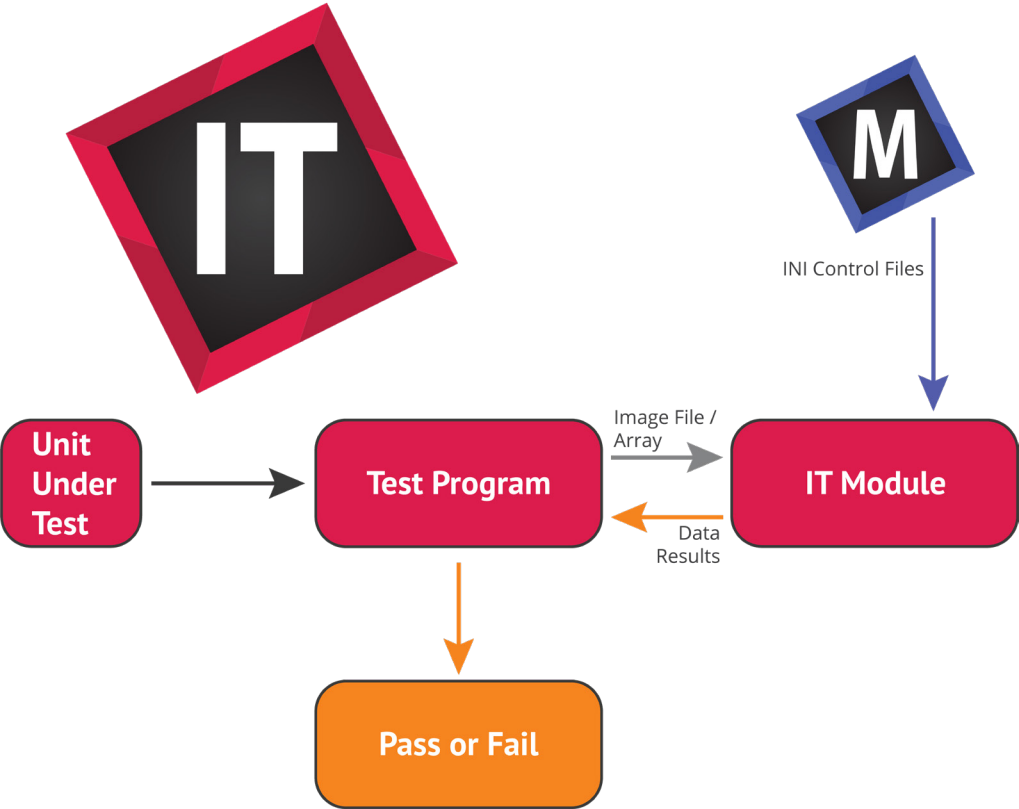 IT
M
INI Control Files
Unit
Under
Test
Test Program
Image File /
Array
IT Module
Data
Results
Pass or Fail